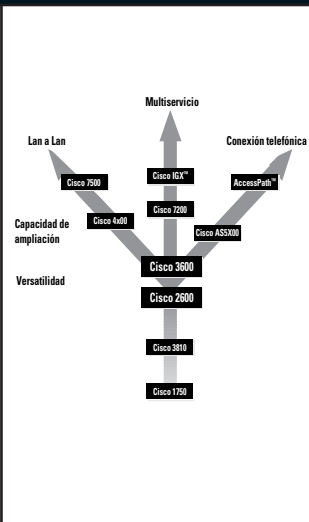 Multiservicio
Lan a Lan
Conexión telefónica
Cisco IGX™
Cisco 7500
AccessPath™
Cisco 7200
Cisco 4x00
Capacidad de
ampliación
Cisco AS5X00
Cisco 3600
Versatilidad
Cisco 2600
Cisco 3810
Cisco 1750